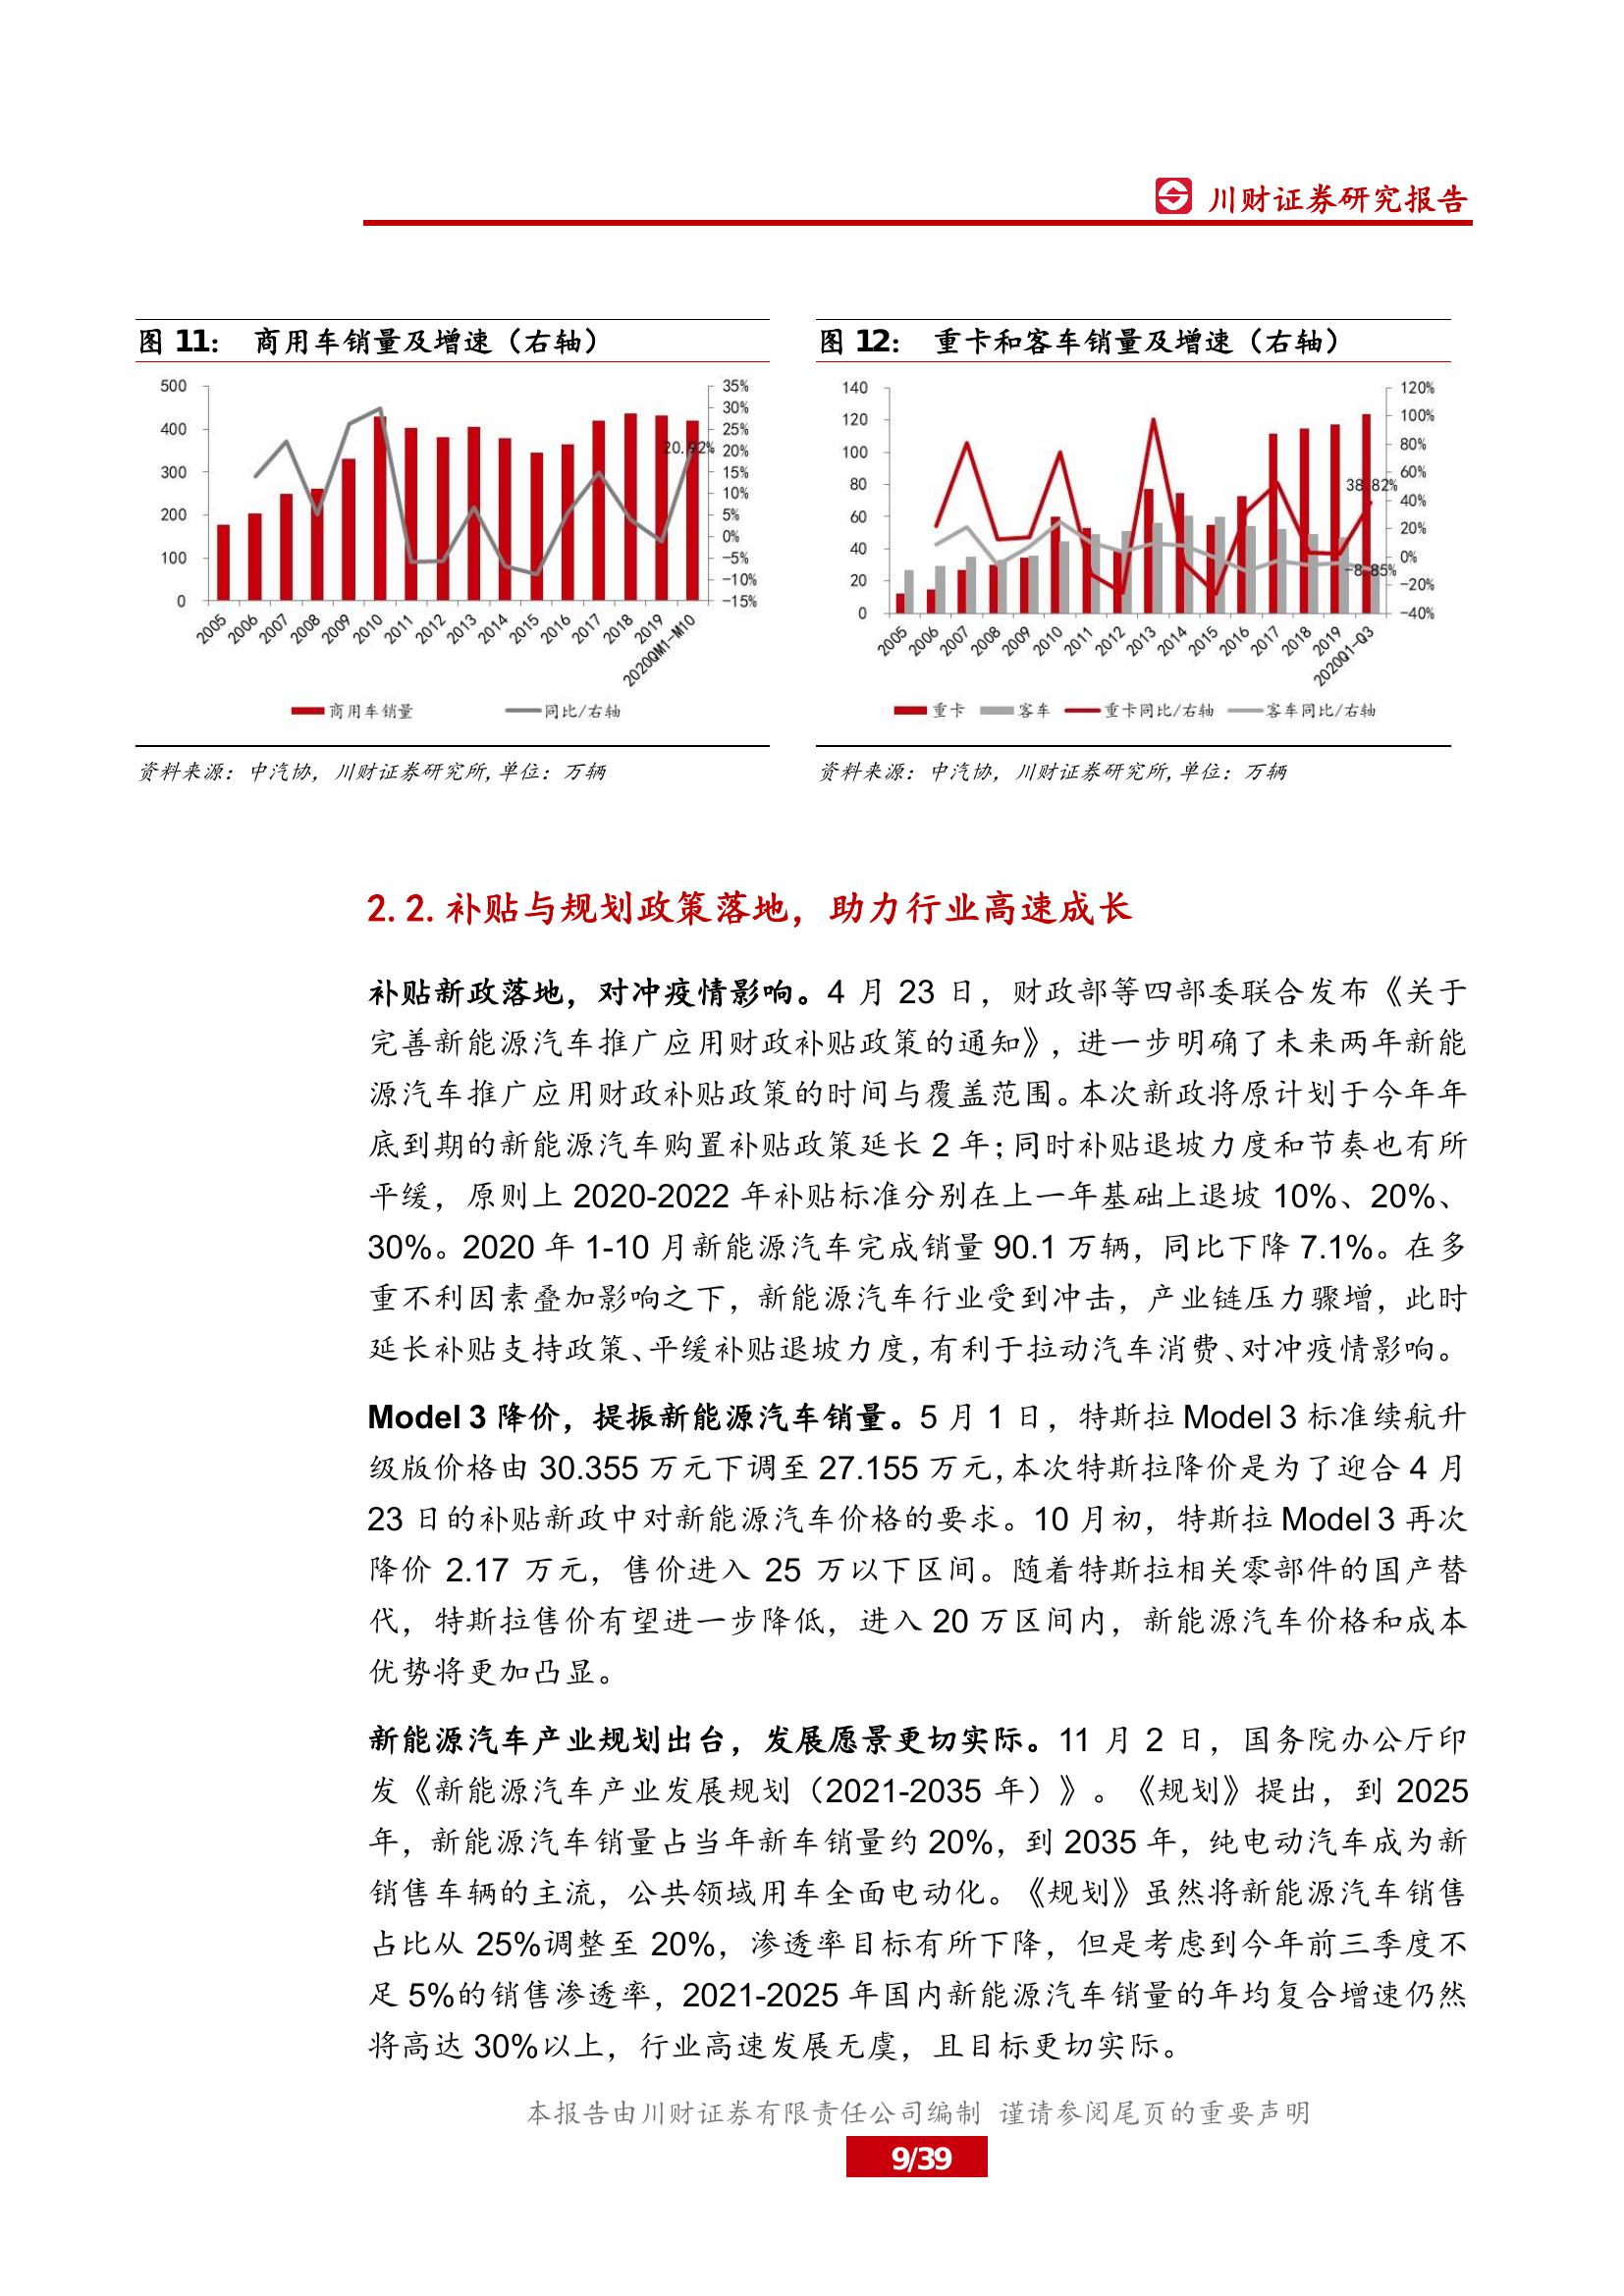 川财证券研究报告
图 11： 商用车销量及增速（右轴）
500
400
300
200
100
0
35%
30%
25%
20%
15%
10%
5%
0%
-5%
-10%
-15%
20.92%
2005
2006
2007
2008
2009
2010
2011
2012
2013
2014
2015
2016
2017
2018
2019
2020QM1-M10
商用车销量 同比/右轴
资料来源：中汽协，川财证券研究所,单位：万辆
图 12： 重卡和客车销量及增速（右轴）
140
120
100
80
60
40
20
0
120%
100%
80%
60%
40%
20%
0%
-20%
-40%
38.82%
-8.85%
2005
2006
2007
2008
2009
2010
2011
2012
2013
2014
2015
2016
2017
2018
2019
2020Q1-Q3
重卡 客车 重卡同比/右轴 客车同比/右轴
资料来源：中汽协，川财证券研究所,单位：万辆
2.2.补贴与规划政策落地，助力行业高速成长
补贴新政落地，对冲疫情影响。4 月 23 日，财政部等四部委联合发布《关于
完善新能源汽车推广应用财政补贴政策的通知》，进一步明确了未来两年新能
源汽车推广应用财政补贴政策的时间与覆盖范围。本次新政将原计划于今年年
底到期的新能源汽车购置补贴政策延长 2 年；同时补贴退坡力度和节奏也有所
平缓，原则上 2020-2022 年补贴标准分别在上一年基础上退坡 10%、20%、
30%。2020 年 1-10 月新能源汽车完成销量 90.1 万辆，同比下降 7.1%。在多
重不利因素叠加影响之下，新能源汽车行业受到冲击，产业链压力骤增，此时
延长补贴支持政策、平缓补贴退坡力度，有利于拉动汽车消费、对冲疫情影响。
Model 3 降价，提振新能源汽车销量。5 月 1 日，特斯拉 Model 3 标准续航升
级版价格由 30.355 万元下调至 27.155 万元，本次特斯拉降价是为了迎合 4 月
23 日的补贴新政中对新能源汽车价格的要求。10 月初，特斯拉 Model 3 再次
降价 2.17 万元，售价进入 25 万以下区间。随着特斯拉相关零部件的国产替
代，特斯拉售价有望进一步降低，进入 20 万区间内，新能源汽车价格和成本
优势将更加凸显。
新能源汽车产业规划出台，发展愿景更切实际。11 月 2 日，国务院办公厅印
发《新能源汽车产业发展规划（2021-2035 年）》。《规划》提出，到 2025
年，新能源汽车销量占当年新车销量约 20%，到 2035 年，纯电动汽车成为新
销售车辆的主流，公共领域用车全面电动化。《规划》虽然将新能源汽车销售
占比从 25%调整至 20%，渗透率目标有所下降，但是考虑到今年前三季度不
足 5%的销售渗透率，2021-2025 年国内新能源汽车销量的年均复合增速仍然
将高达 30%以上，行业高速发展无虞，且目标更切实际。
本报告由川财证券有限责任公司编制 谨请参阅尾页的重要声明
9/39